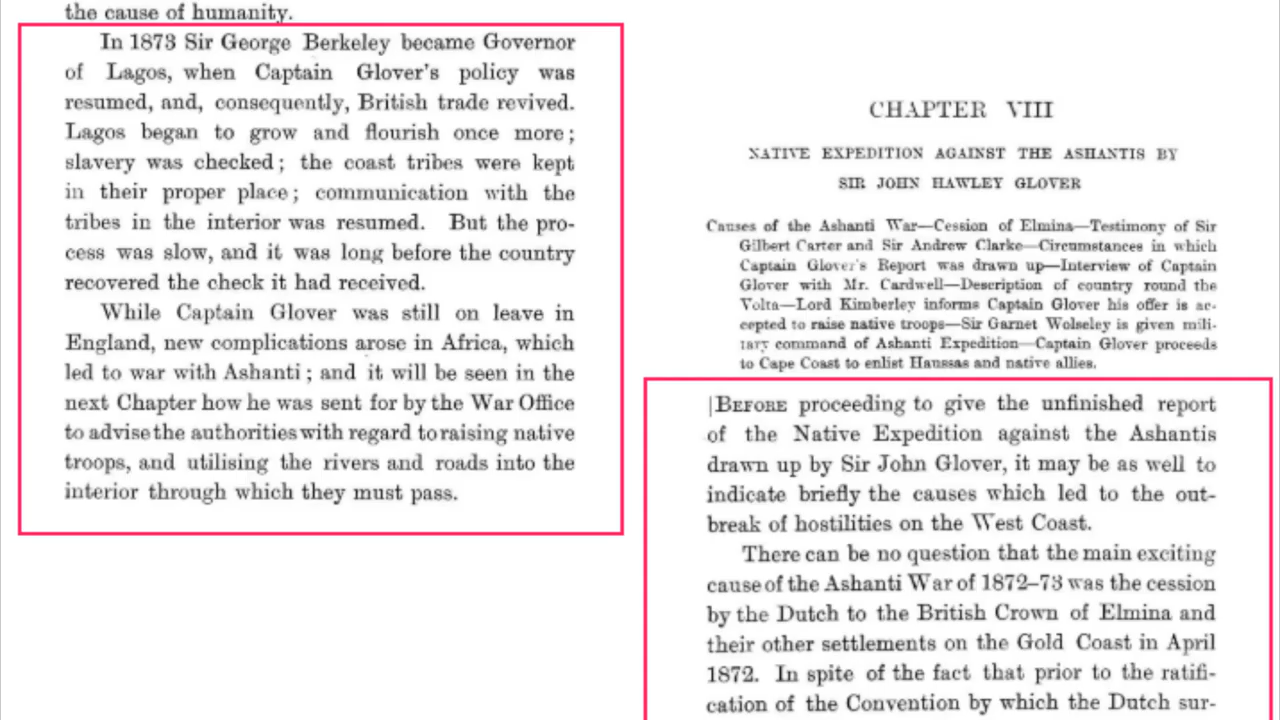 the cause of humanity.
In 1873 Sir George Berkeley became Governor
of Lagos, when Captain Glover's policy was
resumed, and, consequently, British trade revived.
Lagos began to grow and flourish once more;
slavery was checked; the coast tribes were kept
in their proper place; communication with the
tribes in the interior was resumed. But the pro-
cess was slow, and it was long before the country
recovered the check it had received.
While Captain Glover was still on leave in
England, new complications arose in Africa, which
led to war with Ashanti; and it will be seen in the
next Chapter how he was sent for by the War Office
to advise the authorities with regard to raising native
troops, and utilising the rivers and roads into the
interior through which they must pass.
CHAPTER VIII
NATIVE EXPEDITION AGAINST THE ASHANTIS BY
SIR JOHN HAWLEY GLOVER
Causes of the Ashanti War—Cession of Elmina—Testimony of Sir
Gilbert Carter and Sir Andrew Clarke—Circumstances in which
Captain Glover's Report was drawn up—Interview of Captain
Glover with Mr. Cardwell—Description of country round the
Volta—Lord Kimberley informs Captain Glover his offer is ac-
cepted to raise native troops—Sir Garnet Wolseley is given mili-
tary command of Ashanti Expedition—Captain Glover proceeds
to Cape Coast to enlist Haussas and native allies.
BEFORE proceeding to give the unfinished report
of the Native Expedition against the Ashantis
drawn up by Sir John Glover, it may be as well to
indicate briefly the causes which led to the out-
break of hostilities on the West Coast.
There can be no question that the main exciting
cause of the Ashanti War of 1872–73 was the cession
by the Dutch to the British Crown of Elmina and
their other settlements on the Gold Coast in April
1872. In spite of the fact that prior to the ratifi-
cation of the Convention by which the Dutch sur-